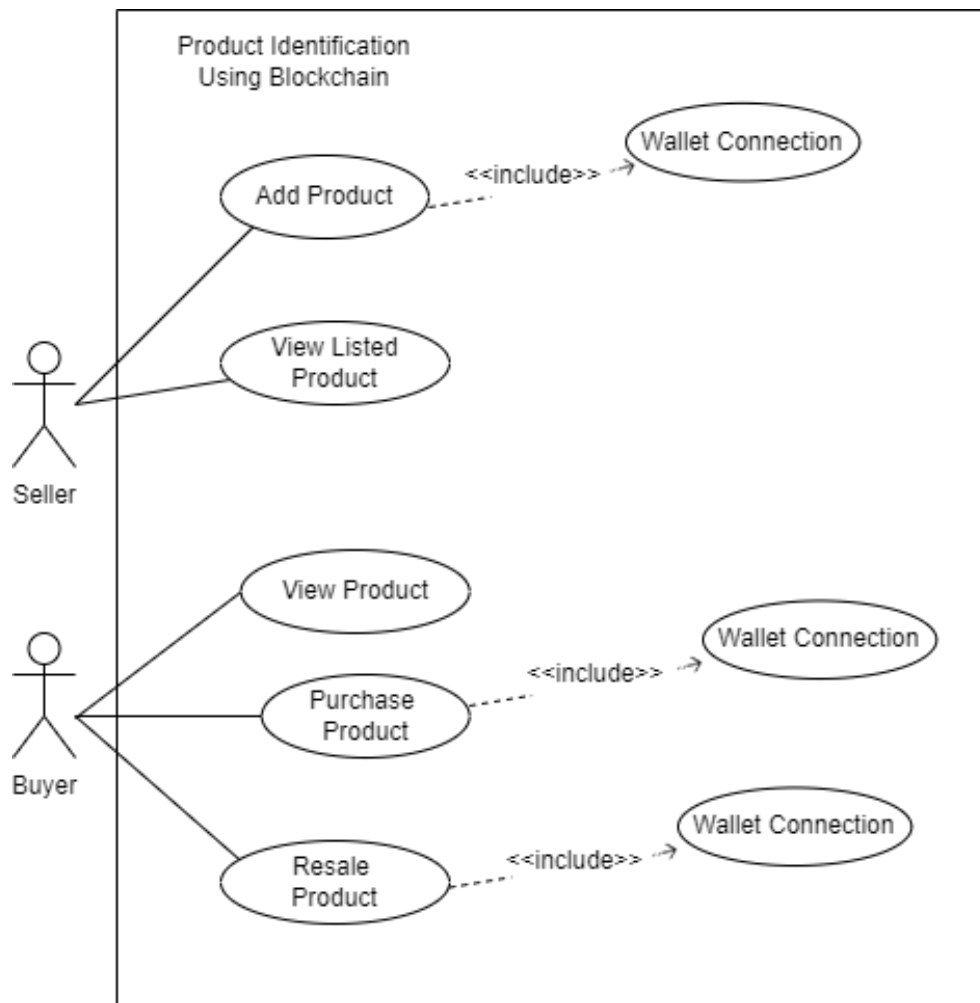 Product Identification
Using Blockchain
Wallet Connection
<<include>>
Add Product
View Listed
Product
Seller
View Product
Wallet Connection
<<include>>
Purchase
Product
Buyer
Wallet Connection
<<include>>
Resale
Product